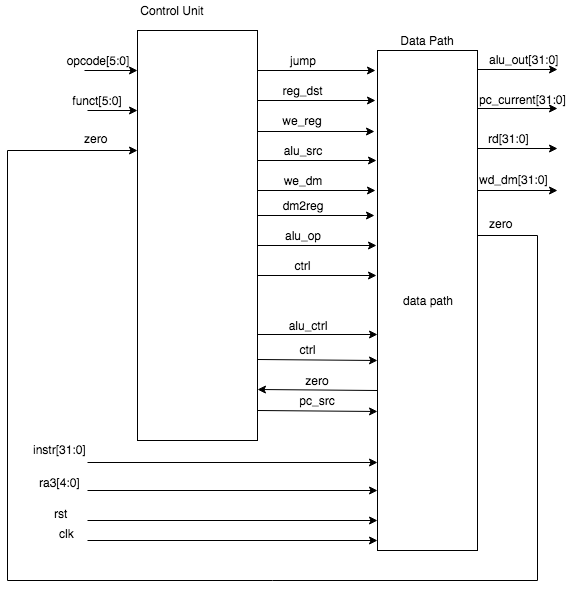 Control Unit
Data Path
opcode[5:0]
funct[5:0]
zero
jump
reg_dst
we_reg
alu_src
we_dm
dm2reg
alu_op
ctrl
alu_ctrl
ctrl
zero
pc_src
alu_out[31:0]
pc_current[31:0]
rd[31:0]
wd_dm[31:0]
zero
data path
instr[31:0]
ra3[4:0]
rst
clk